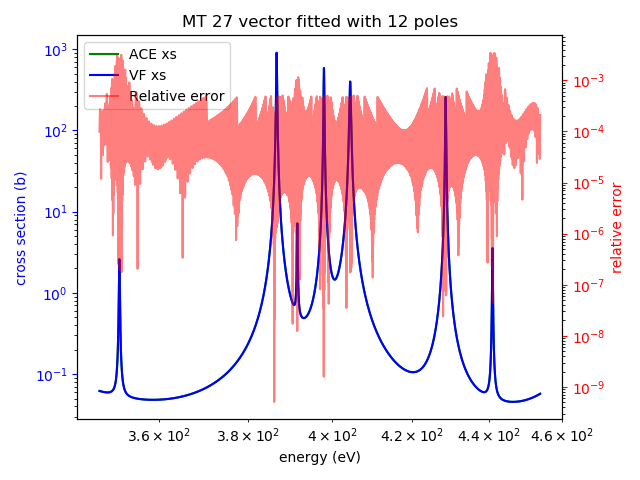 MT 27 vector fitted with 12 poles
ACE xs
VF xs
Relative error
10³
10²
10¹
10⁰
10⁻¹
cross section (b)
10⁻³
10⁻⁴
10⁻⁵
10⁻⁶
10⁻⁷
10⁻⁸
10⁻⁹
relative error
3.6 × 10² 3.8 × 10² 4 × 10² 4.2 × 10² 4.4 × 10² 4.6 × 10²
energy (eV)